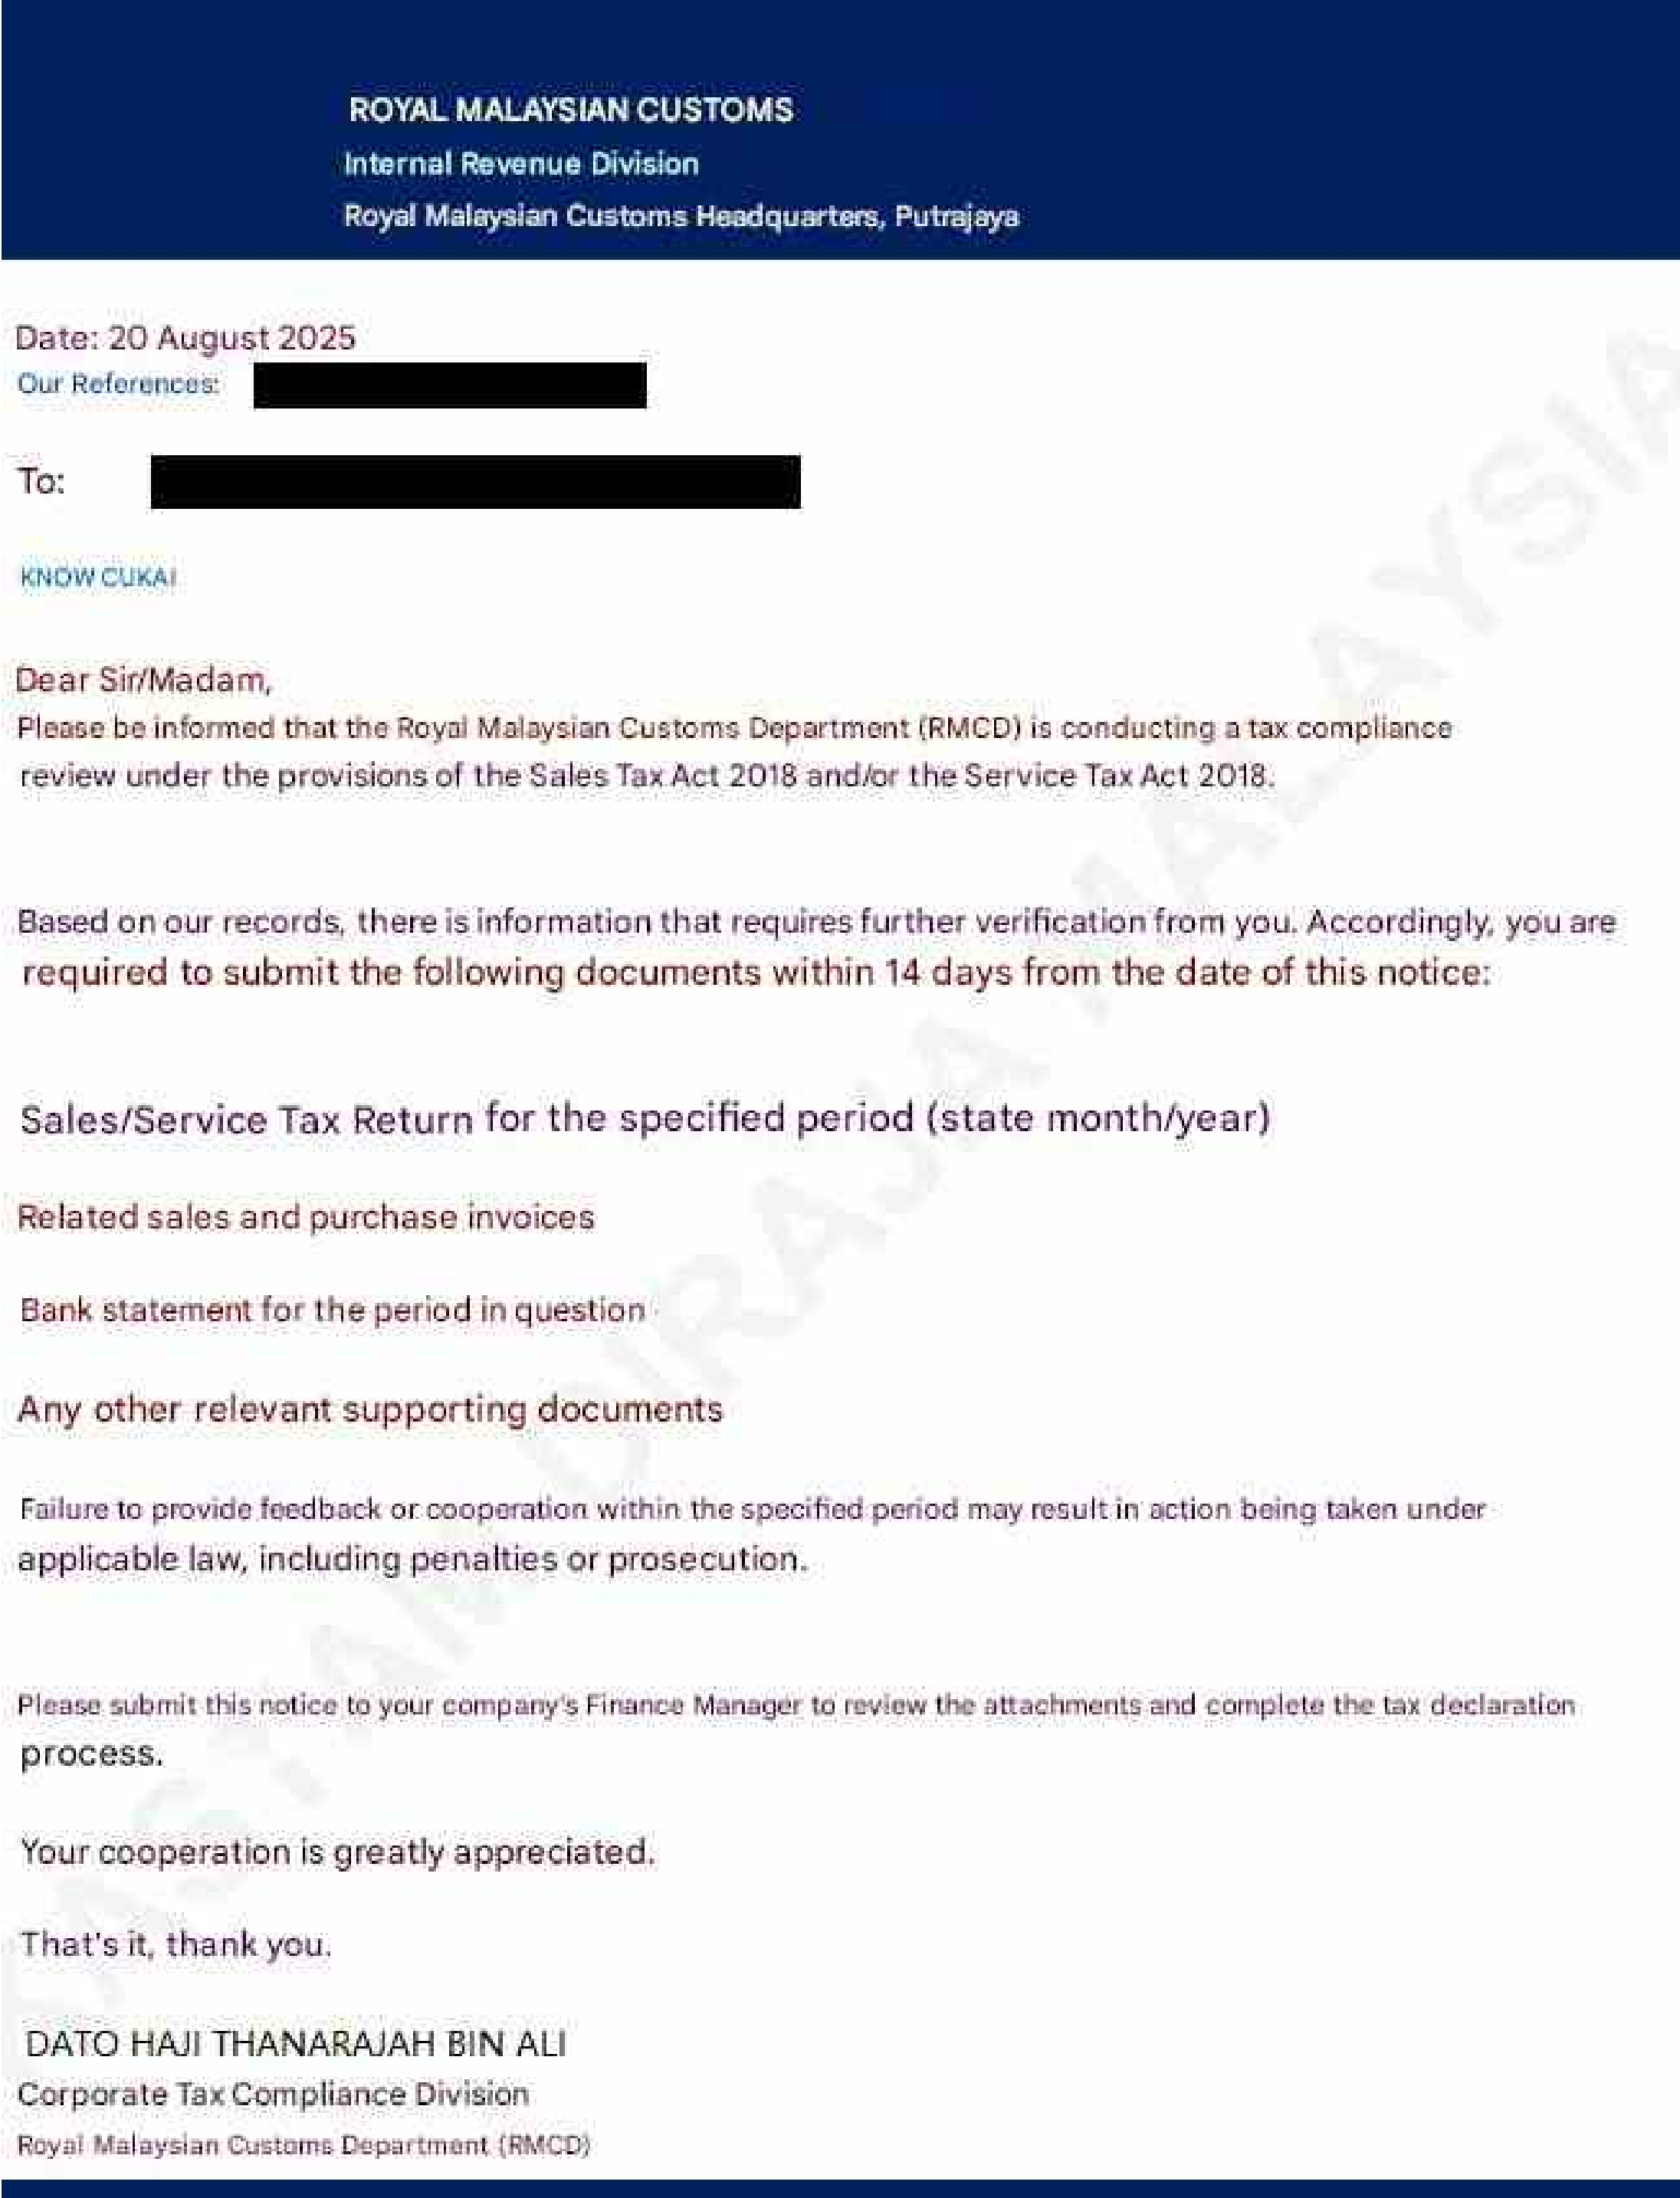 ROYAL MALAYSIAN CUSTOMS
Internal Revenue Division
Royal Malaysian Customs Headquarters, Putrajaya
Date: 20 August 2025
Our References:
To:
KNOW CUKAI
Dear Sir/Madam,
Please be informed that the Royal Malaysian Customs Department (RMCD) is conducting a tax compliance
review under the provisions of the Sales Tax Act 2018 and/or the Service Tax Act 2018.
Based on our records, there is information that requires further verification from you. Accordingly, you are
required to submit the following documents within 14 days from the date of this notice:
Sales/Service Tax Return for the specified period (state month/year)
Related sales and purchase invoices
Bank statement for the period in question
Any other relevant supporting documents
Failure to provide feedback or cooperation within the specified period may result in action being taken under
applicable law, including penalties or prosecution.
Please submit this notice to your company's Finance Manager to review the attachments and complete the tax declaration
process.
Your cooperation is greatly appreciated.
That's it, thank you.
DATO HAJI THANARAJAH BIN ALI
Corporate Tax Compliance Division
Royal Malaysian Customs Department (RMCD)
KASTAM DIRAJA MALAYSIA